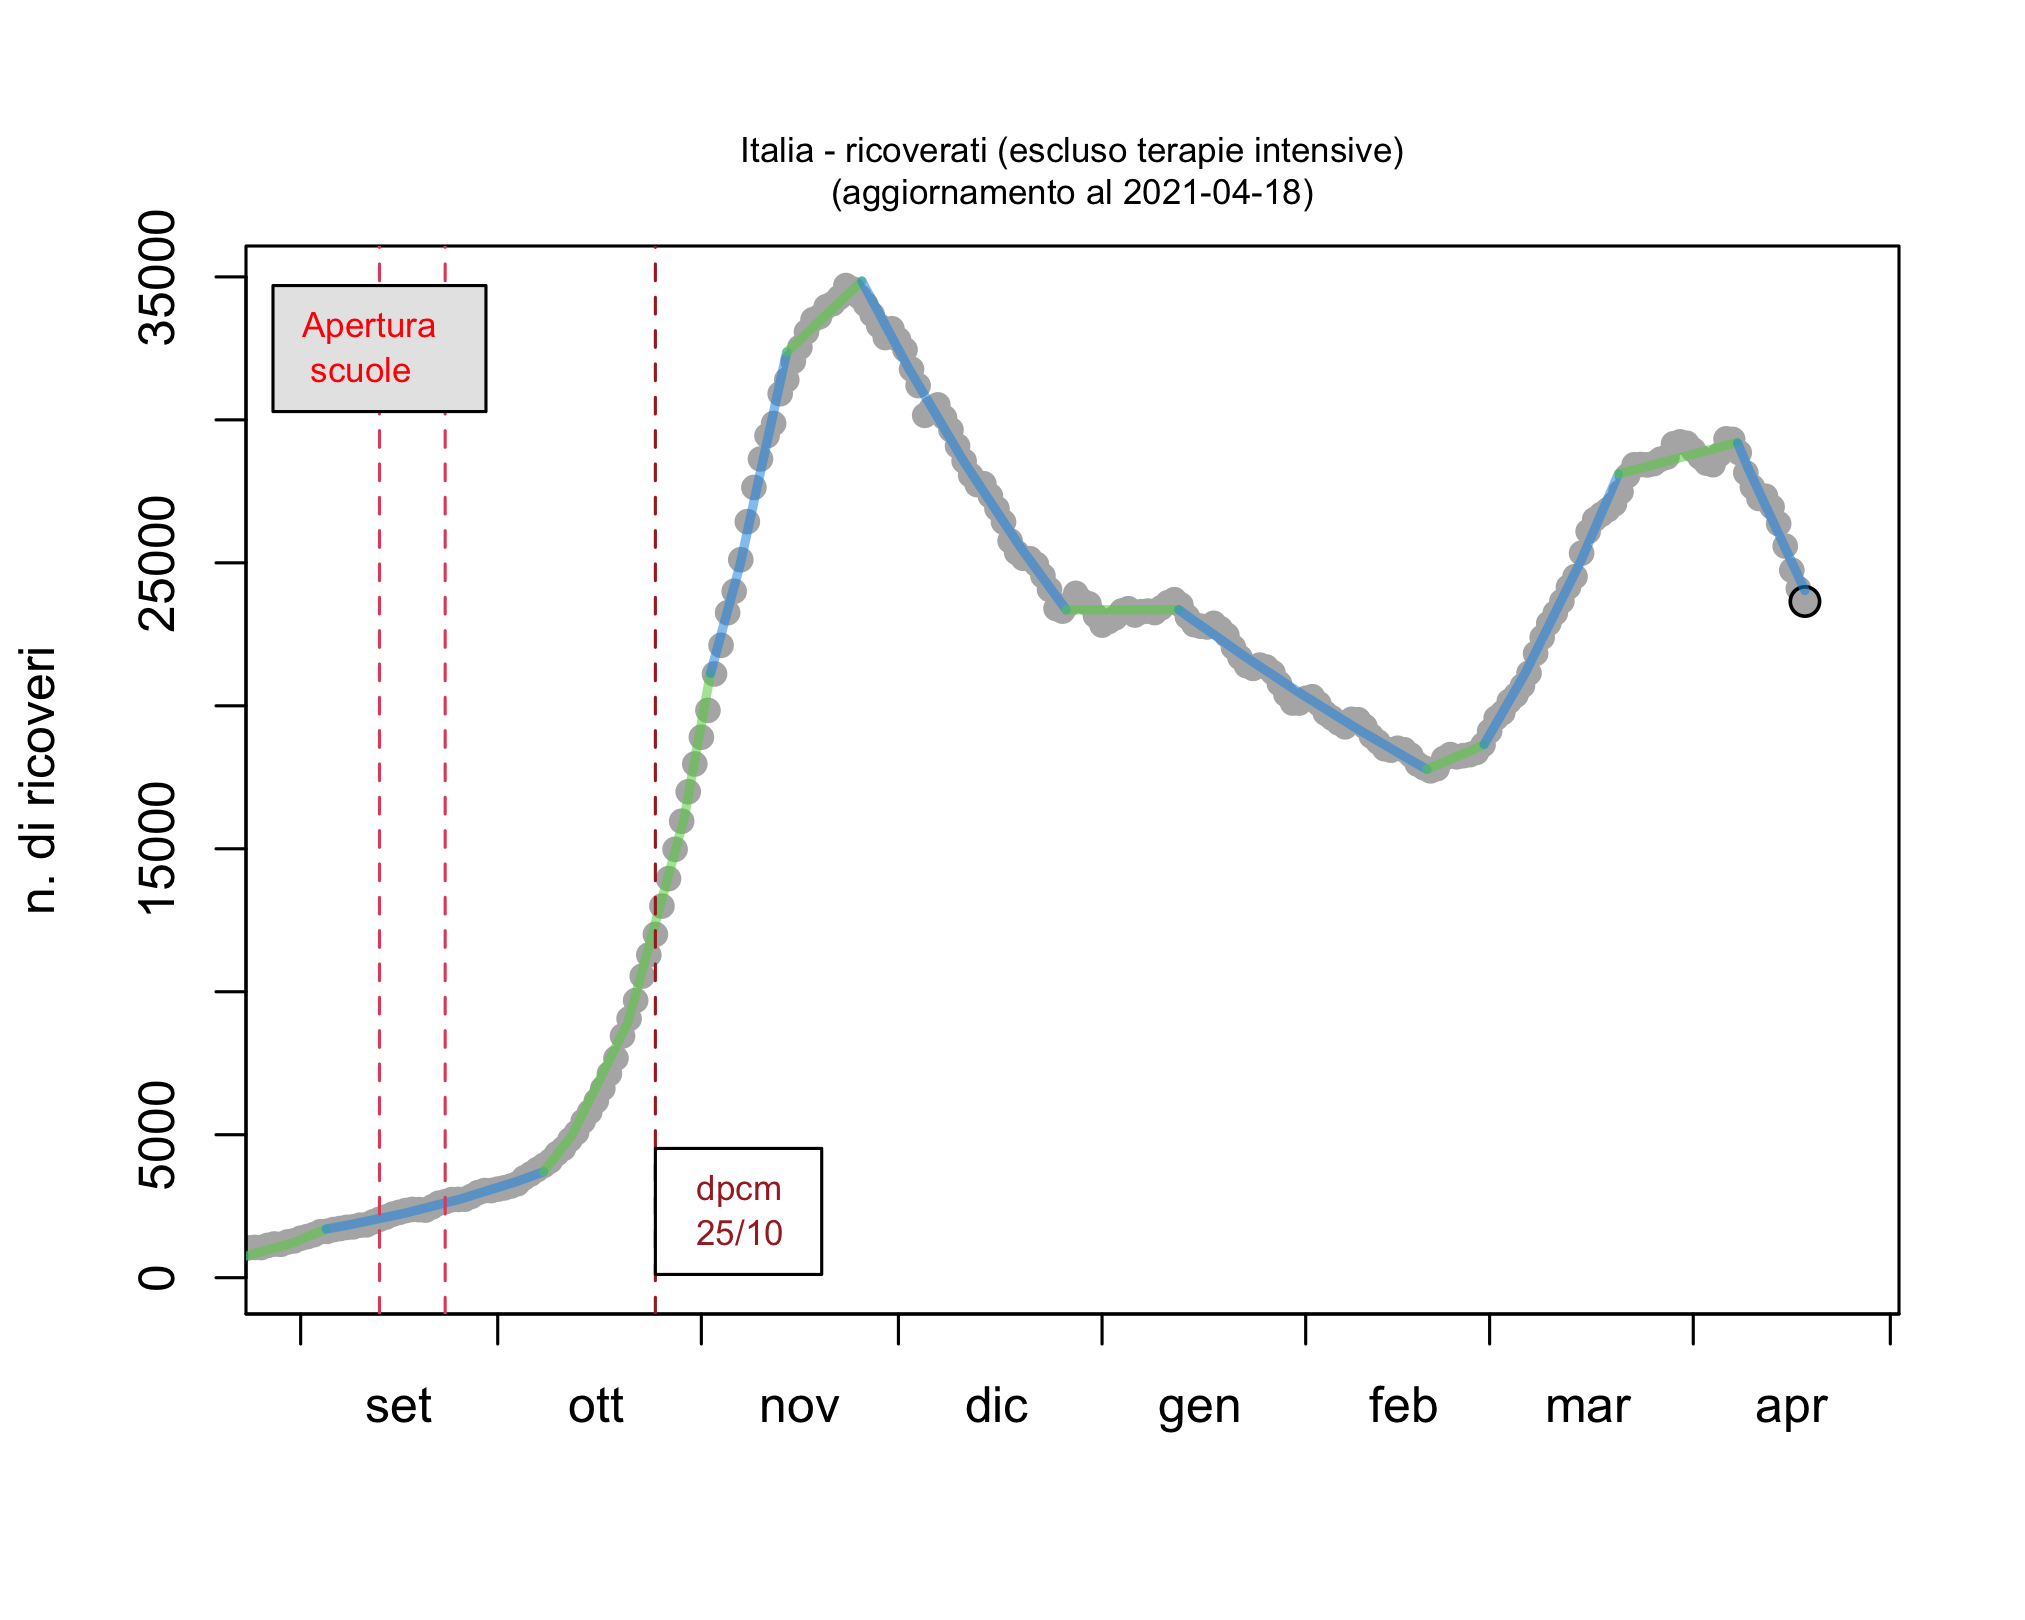 Italia - ricoverati (escluso terapie intensive)
(aggiornamento al 2021-04-18)
n. di ricoveri
35000
25000
15000
5000
0
Apertura
scuole
dpcm
25/10
set ott nov dic gen feb mar apr